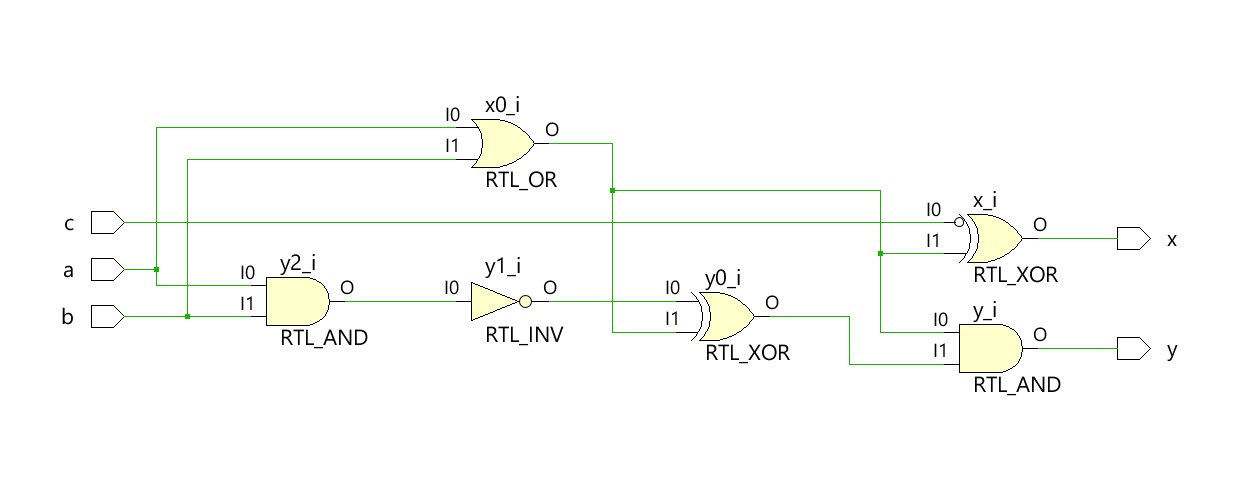 x0_i
I0
O
I1
RTL_OR
c
x_i
I0
O
I1
x
RTL_XOR
a
y2_i
I0
O
I1
RTL_AND
b
y1_i
I0
O
RTL_INV
y0_i
I0
O
I1
RTL_XOR
y_i
I0
O
I1
y
RTL_AND